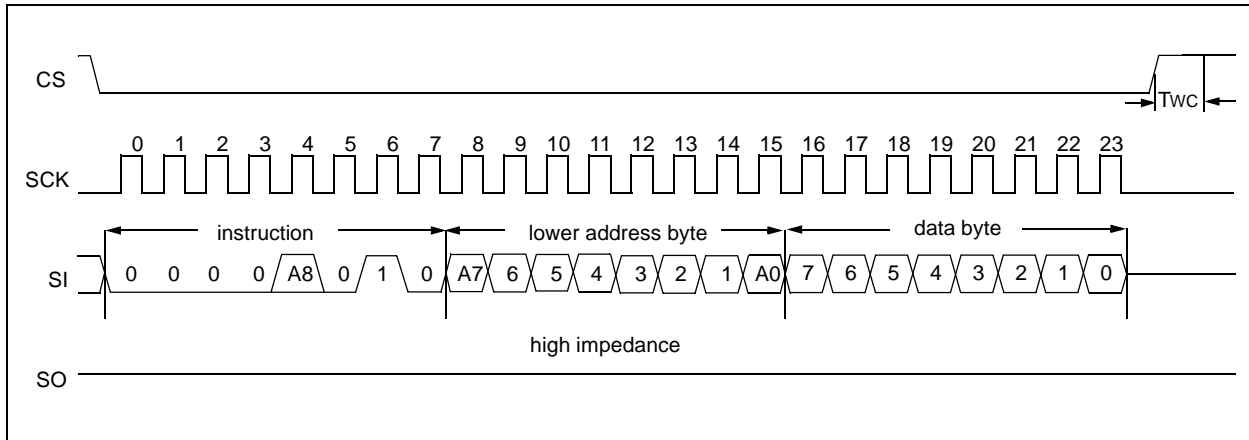 CS
TWC
0 1 2 3 4 5 6 7 8 9 10 11 12 13 14 15 16 17 18 19 20 21 22 23
SCK
instruction lower address byte data byte
SI 0 0 0 0 A8 0 1 0 A7 6 5 4 3 2 1 A0 7 6 5 4 3 2 1 0
high impedance
SO